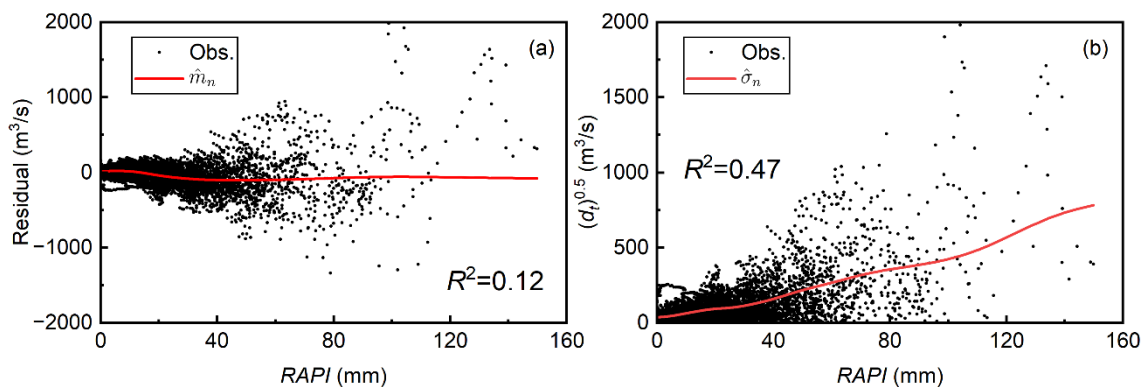 2000
1000
0
−1000
−2000
Residual (m³/s)
Obs.
m̂ₙ
(a)
R²=0.12
0 40 80 120 160
RAPI (mm)
2000
1500
1000
500
0
(dₜ)⁰·⁵ (m³/s)
Obs.
σ̂ₙ
(b)
R²=0.47
0 40 80 120 160
RAPI (mm)